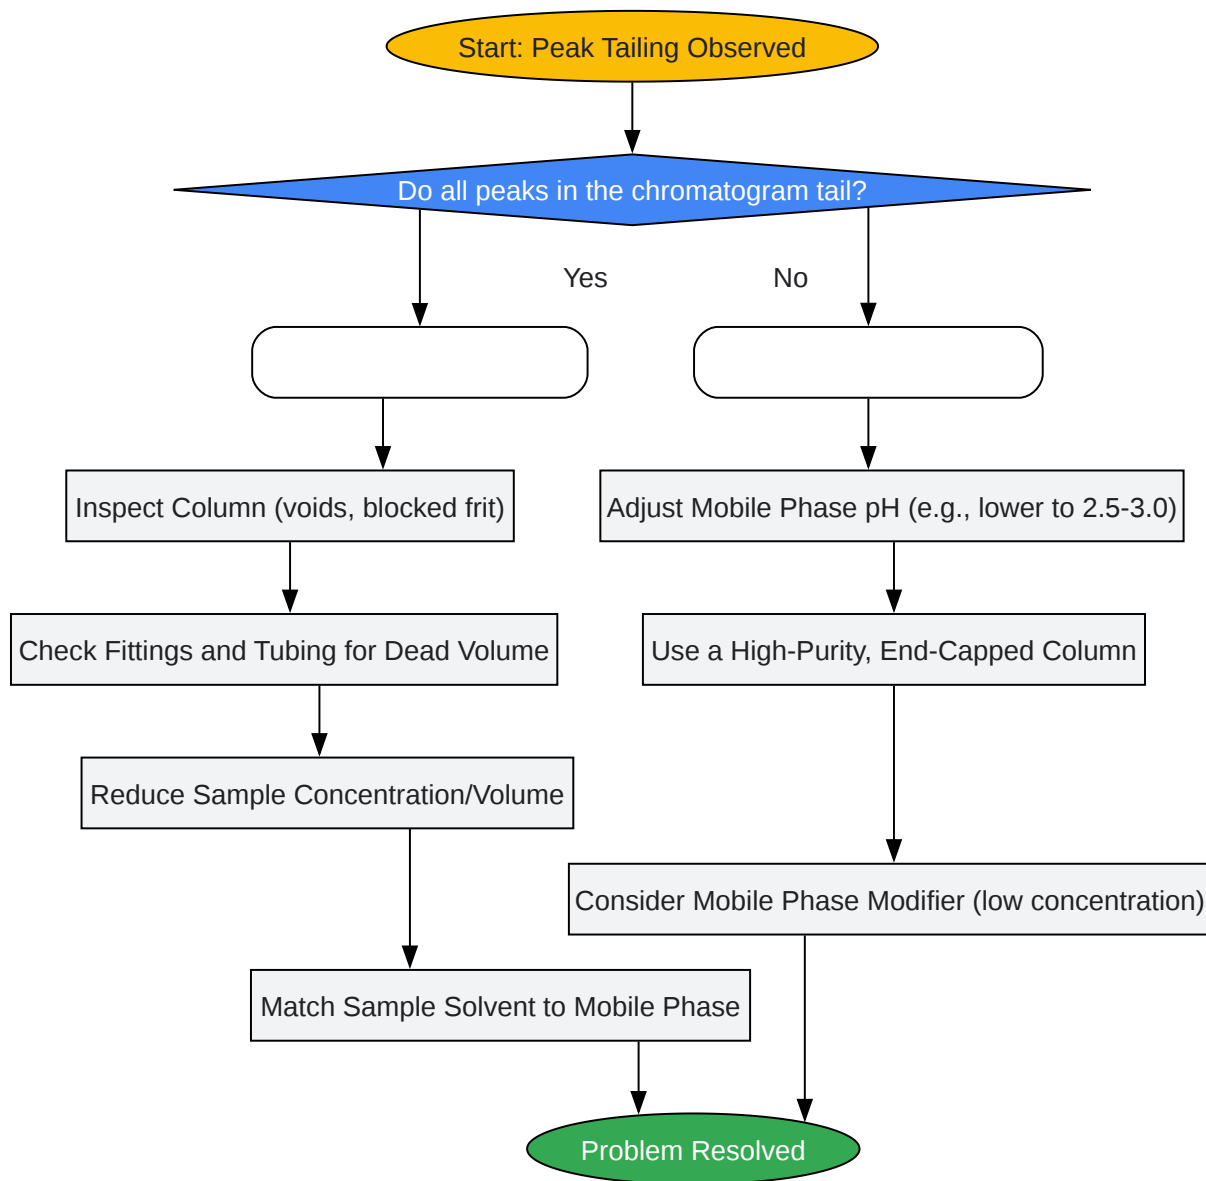 Start: Peak Tailing Observed
Do all peaks in the chromatogram tail?
Yes
No
Inspect Column (voids, blocked frit)
Adjust Mobile Phase pH (e.g., lower to 2.5-3.0)
Check Fittings and Tubing for Dead Volume
Use a High-Purity, End-Capped Column
Reduce Sample Concentration/Volume
Consider Mobile Phase Modifier (low concentration)
Match Sample Solvent to Mobile Phase
Problem Resolved